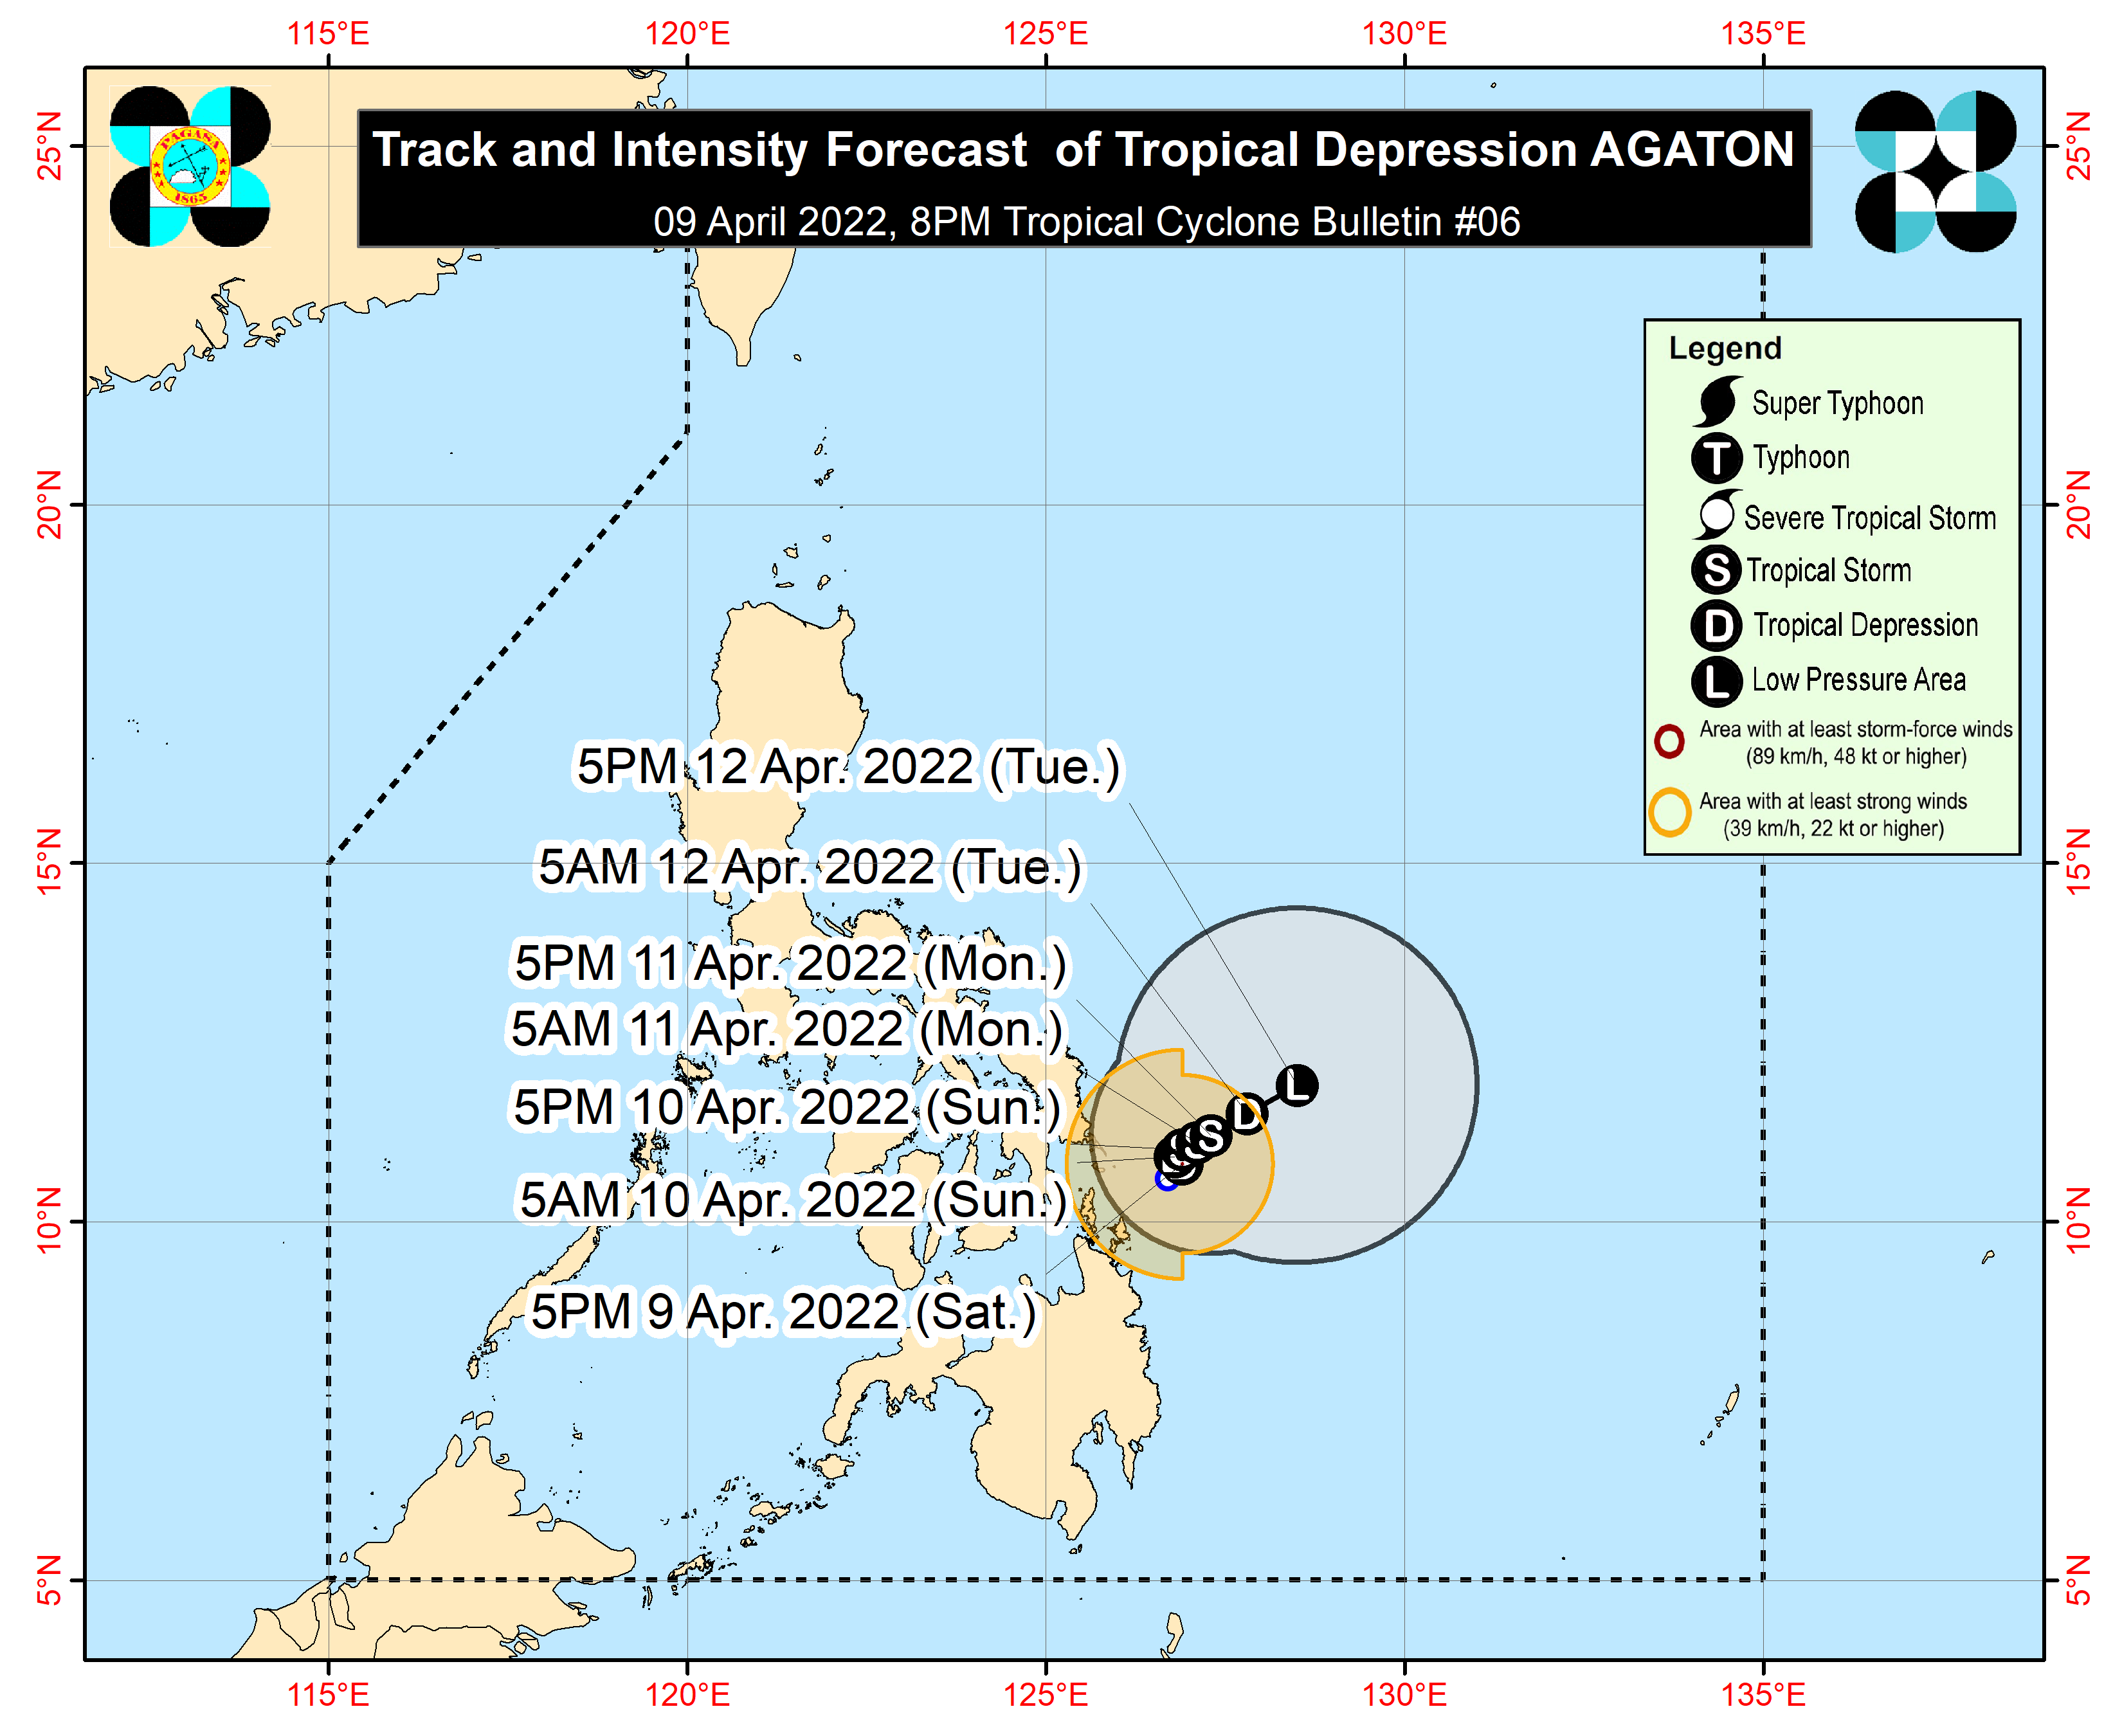 115°E 120°E 125°E 130°E 135°E
Track and Intensity Forecast of Tropical Depression AGATON
09 April 2022, 8PM Tropical Cyclone Bulletin #06
PAGASA
1865
25°N 25°N
Legend
Super Typhoon
T Typhoon
Severe Tropical Storm
S Tropical Storm
D Tropical Depression
L Low Pressure Area
Area with at least storm-force winds
(89 km/h, 48 kt or higher)
Area with at least strong winds
(39 km/h, 22 kt or higher)
20°N 20°N
5PM 12 Apr. 2022 (Tue.)
15°N 15°N
5AM 12 Apr. 2022 (Tue.)
5PM 11 Apr. 2022 (Mon.)
5AM 11 Apr. 2022 (Mon.)
L
5PM 10 Apr. 2022 (Sun.)
D
S
5AM 10 Apr. 2022 (Sun.)
10°N 10°N
5PM 9 Apr. 2022 (Sat.)
5°N 5°N
115°E 120°E 125°E 130°E 135°E